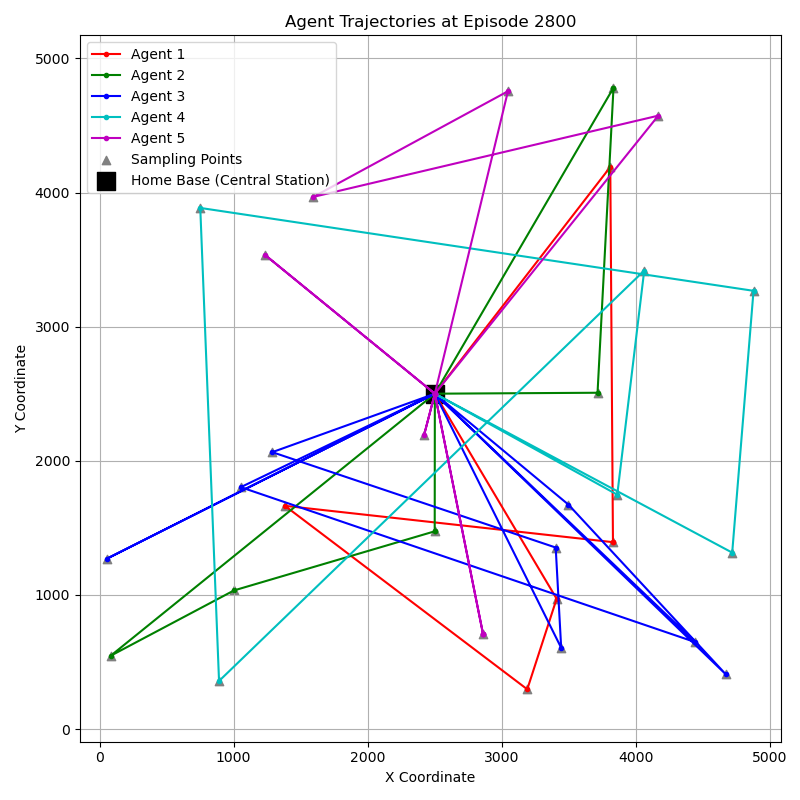 Agent Trajectories at Episode 2800
Agent 1
Agent 2
Agent 3
Agent 4
Agent 5
Sampling Points
Home Base (Central Station)
5000
4000
3000
2000
1000
0
Y Coordinate
0 1000 2000 3000 4000 5000
X Coordinate